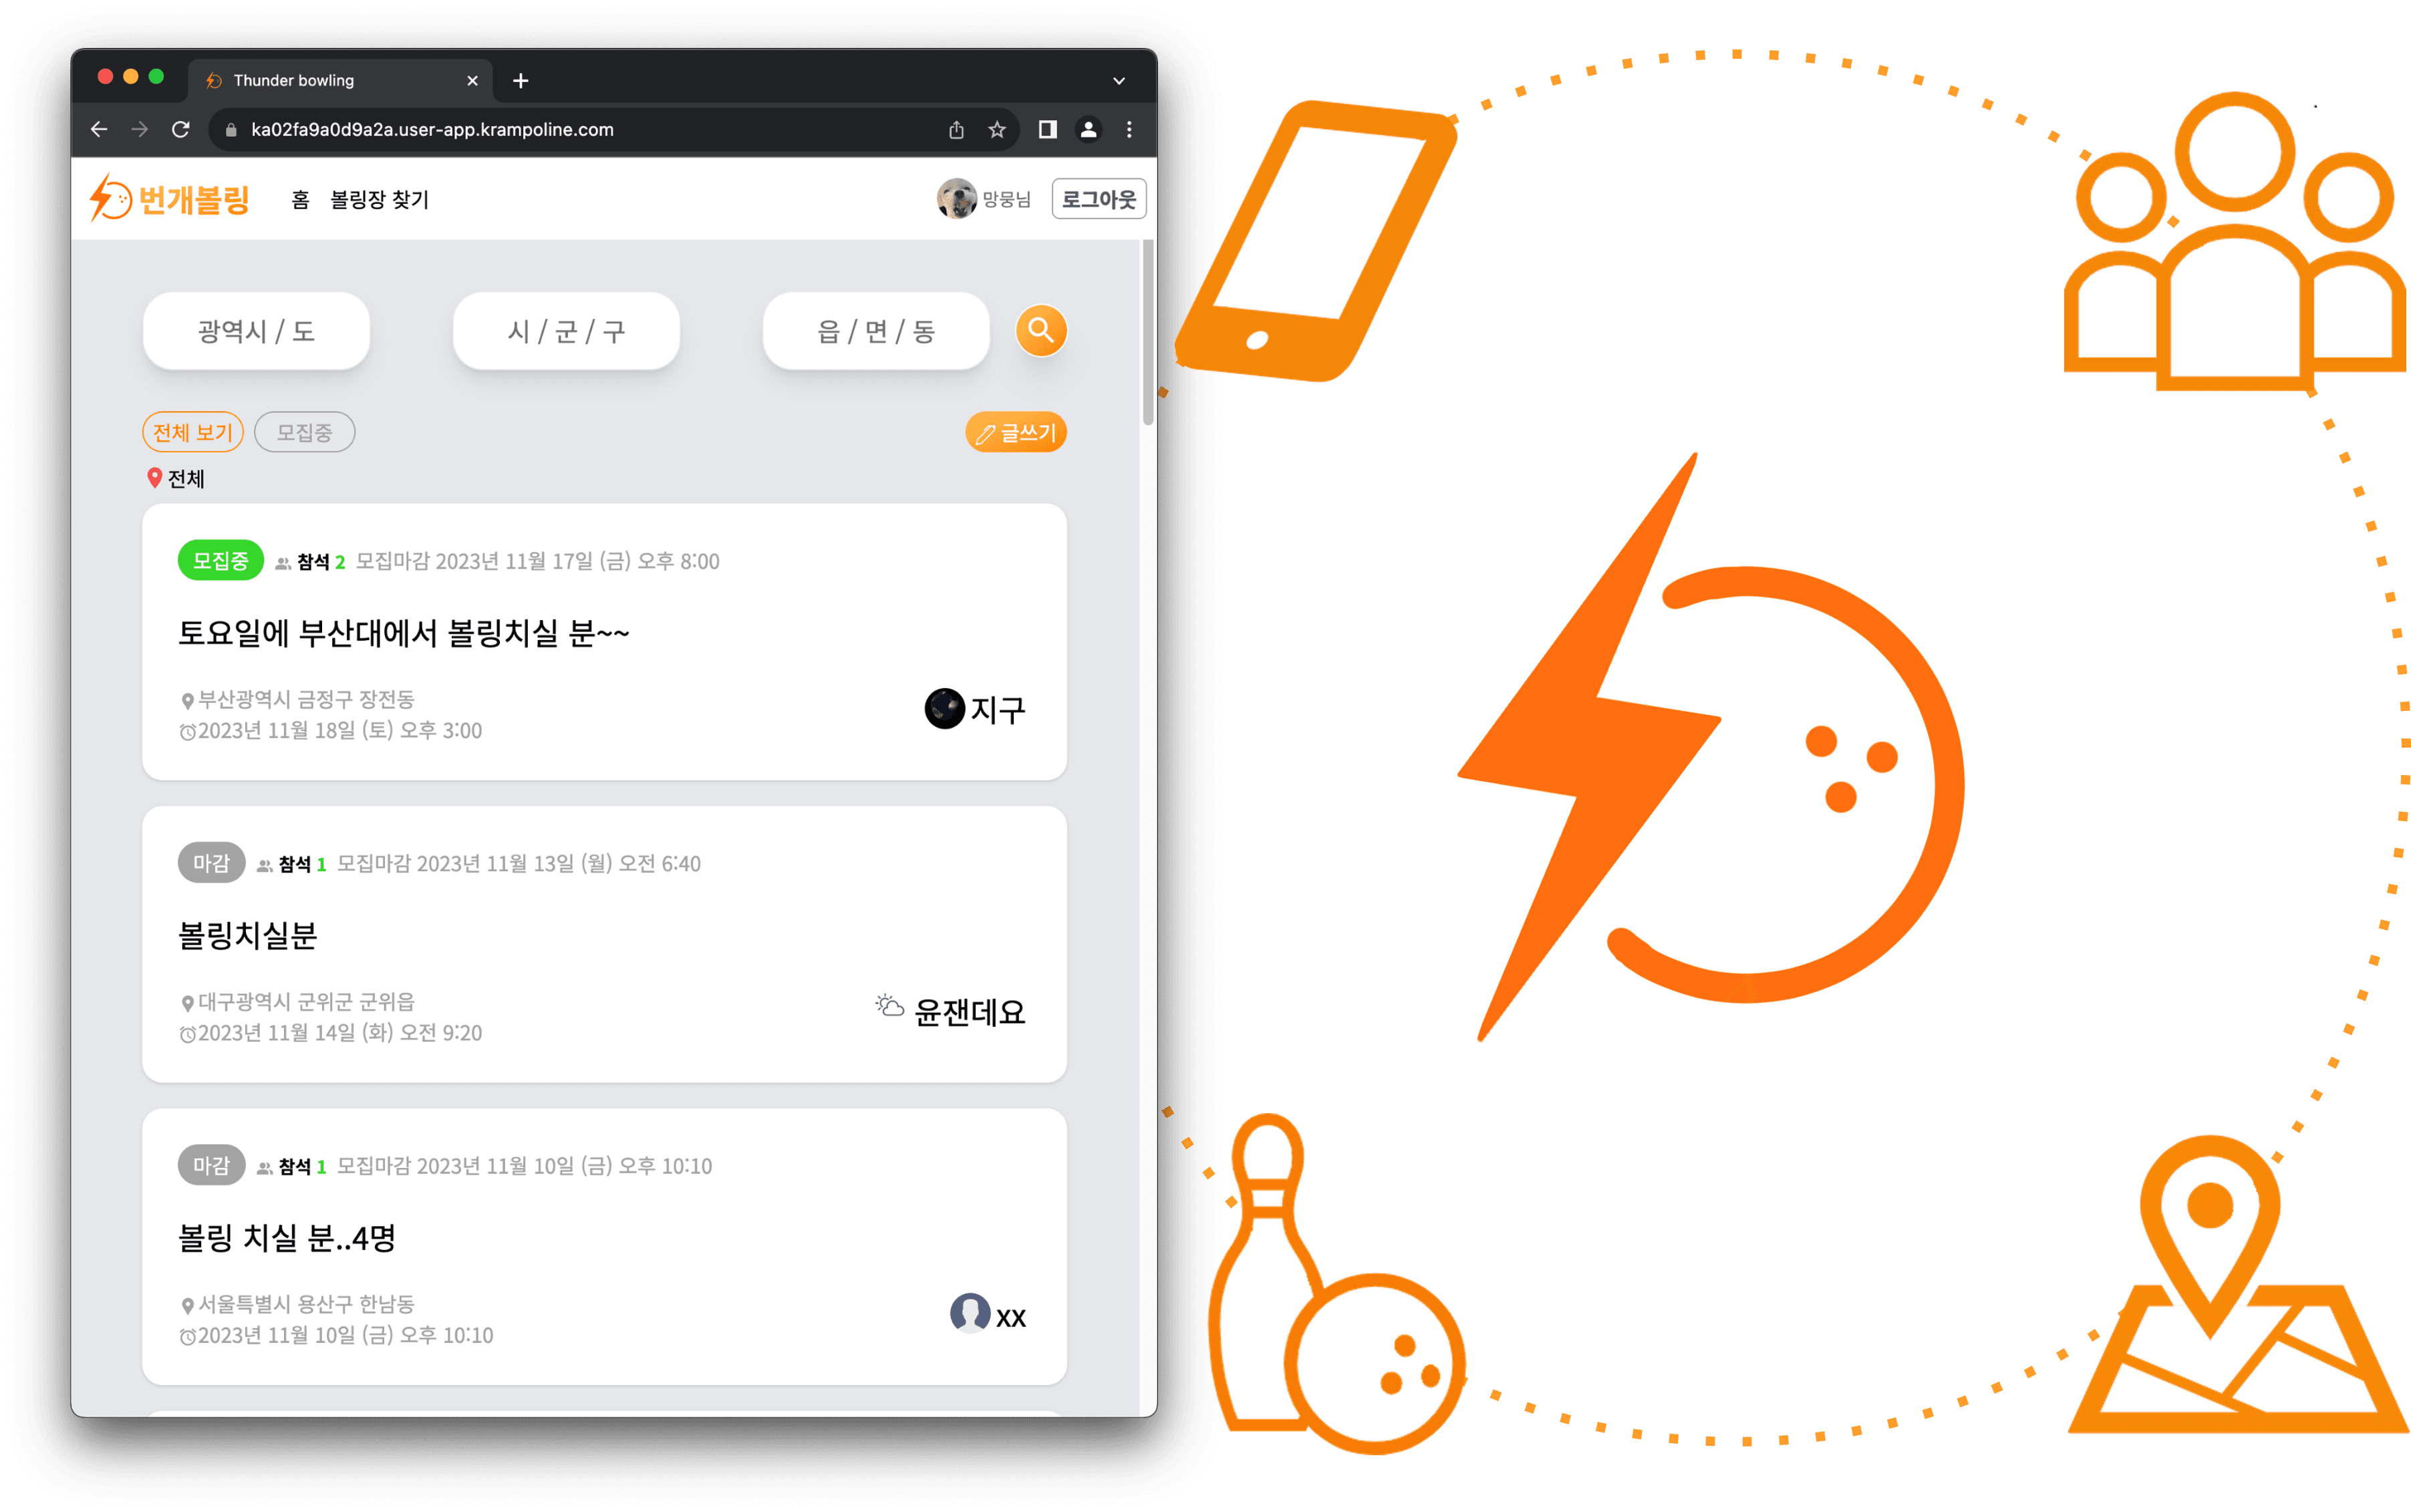 Thunder bowling
ka02fa9a0d9a2a.user-app.krampoline.com
번개볼링 홈 볼링장 찾기 망뭉님 로그아웃
광역시 / 도 시 / 군 / 구 읍 / 면 / 동
전체 보기 모집중 글쓰기
전체
모집중 참석 2 모집마감 2023년 11월 17일 (금) 오후 8:00
토요일에 부산대에서 볼링치실 분~~
부산광역시 금정구 장전동
2023년 11월 18일 (토) 오후 3:00
지구
마감 참석 1 모집마감 2023년 11월 13일 (월) 오전 6:40
볼링치실분
대구광역시 군위군 군위읍
2023년 11월 14일 (화) 오전 9:20
윤잰데요
마감 참석 1 모집마감 2023년 11월 10일 (금) 오후 10:10
볼링 치실 분..4명
서울특별시 용산구 한남동
2023년 11월 10일 (금) 오후 10:10
xx